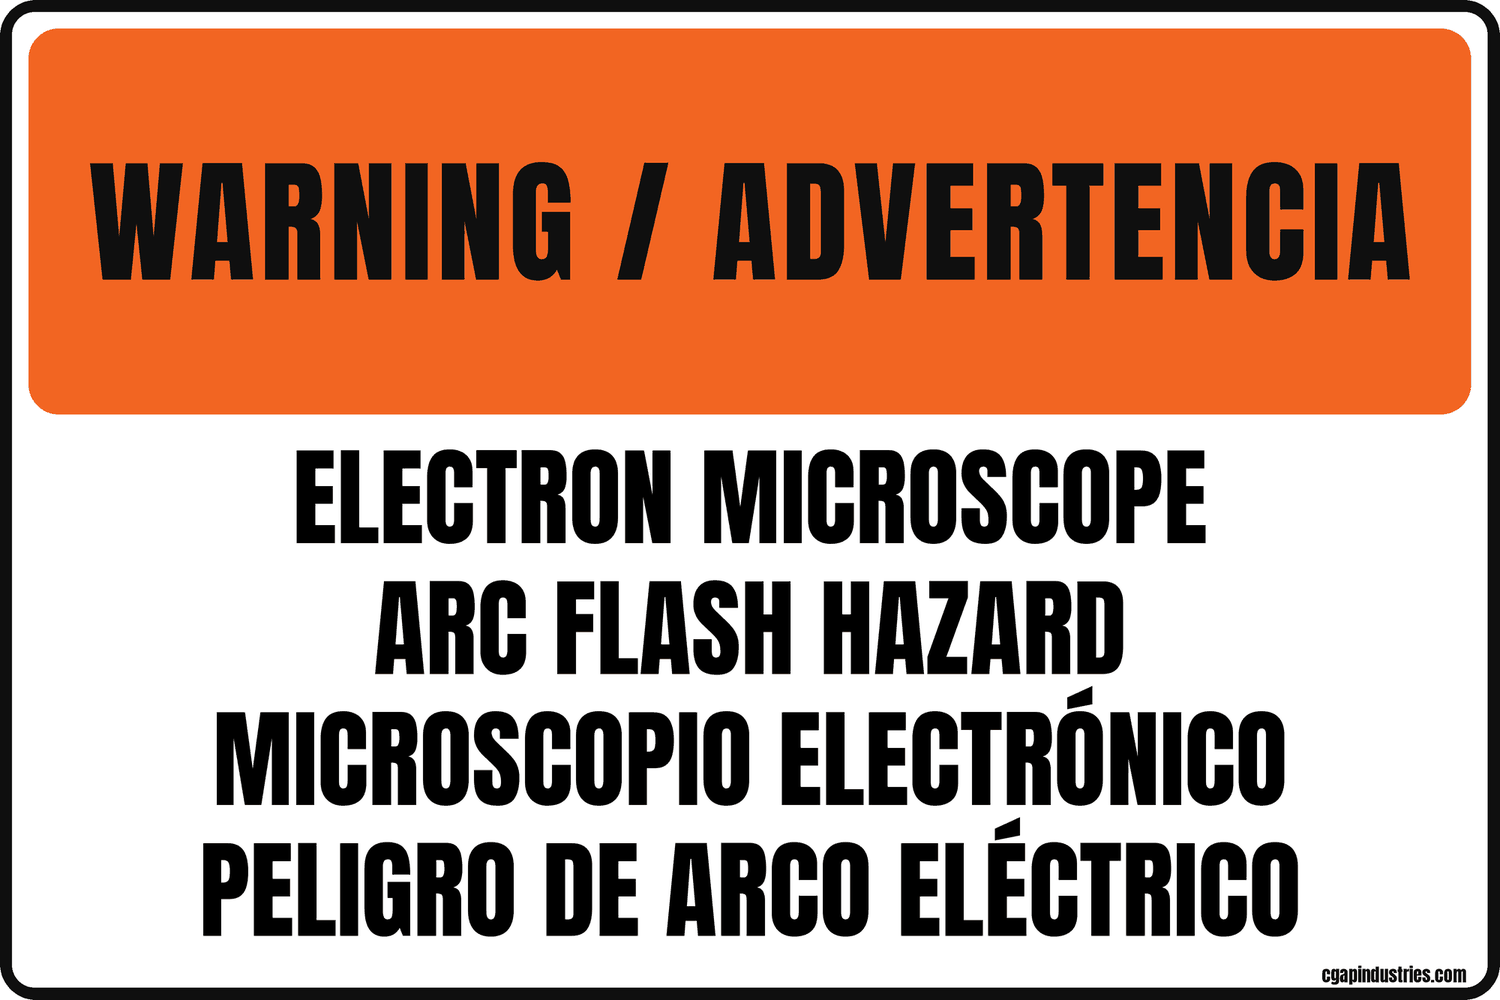 WARNING / ADVERTENCIA
ELECTRON MICROSCOPE
ARC FLASH HAZARD
MICROSCOPIO ELECTRÓNICO
PELIGRO DE ARCO ELÉCTRICO
cgapindustries.com